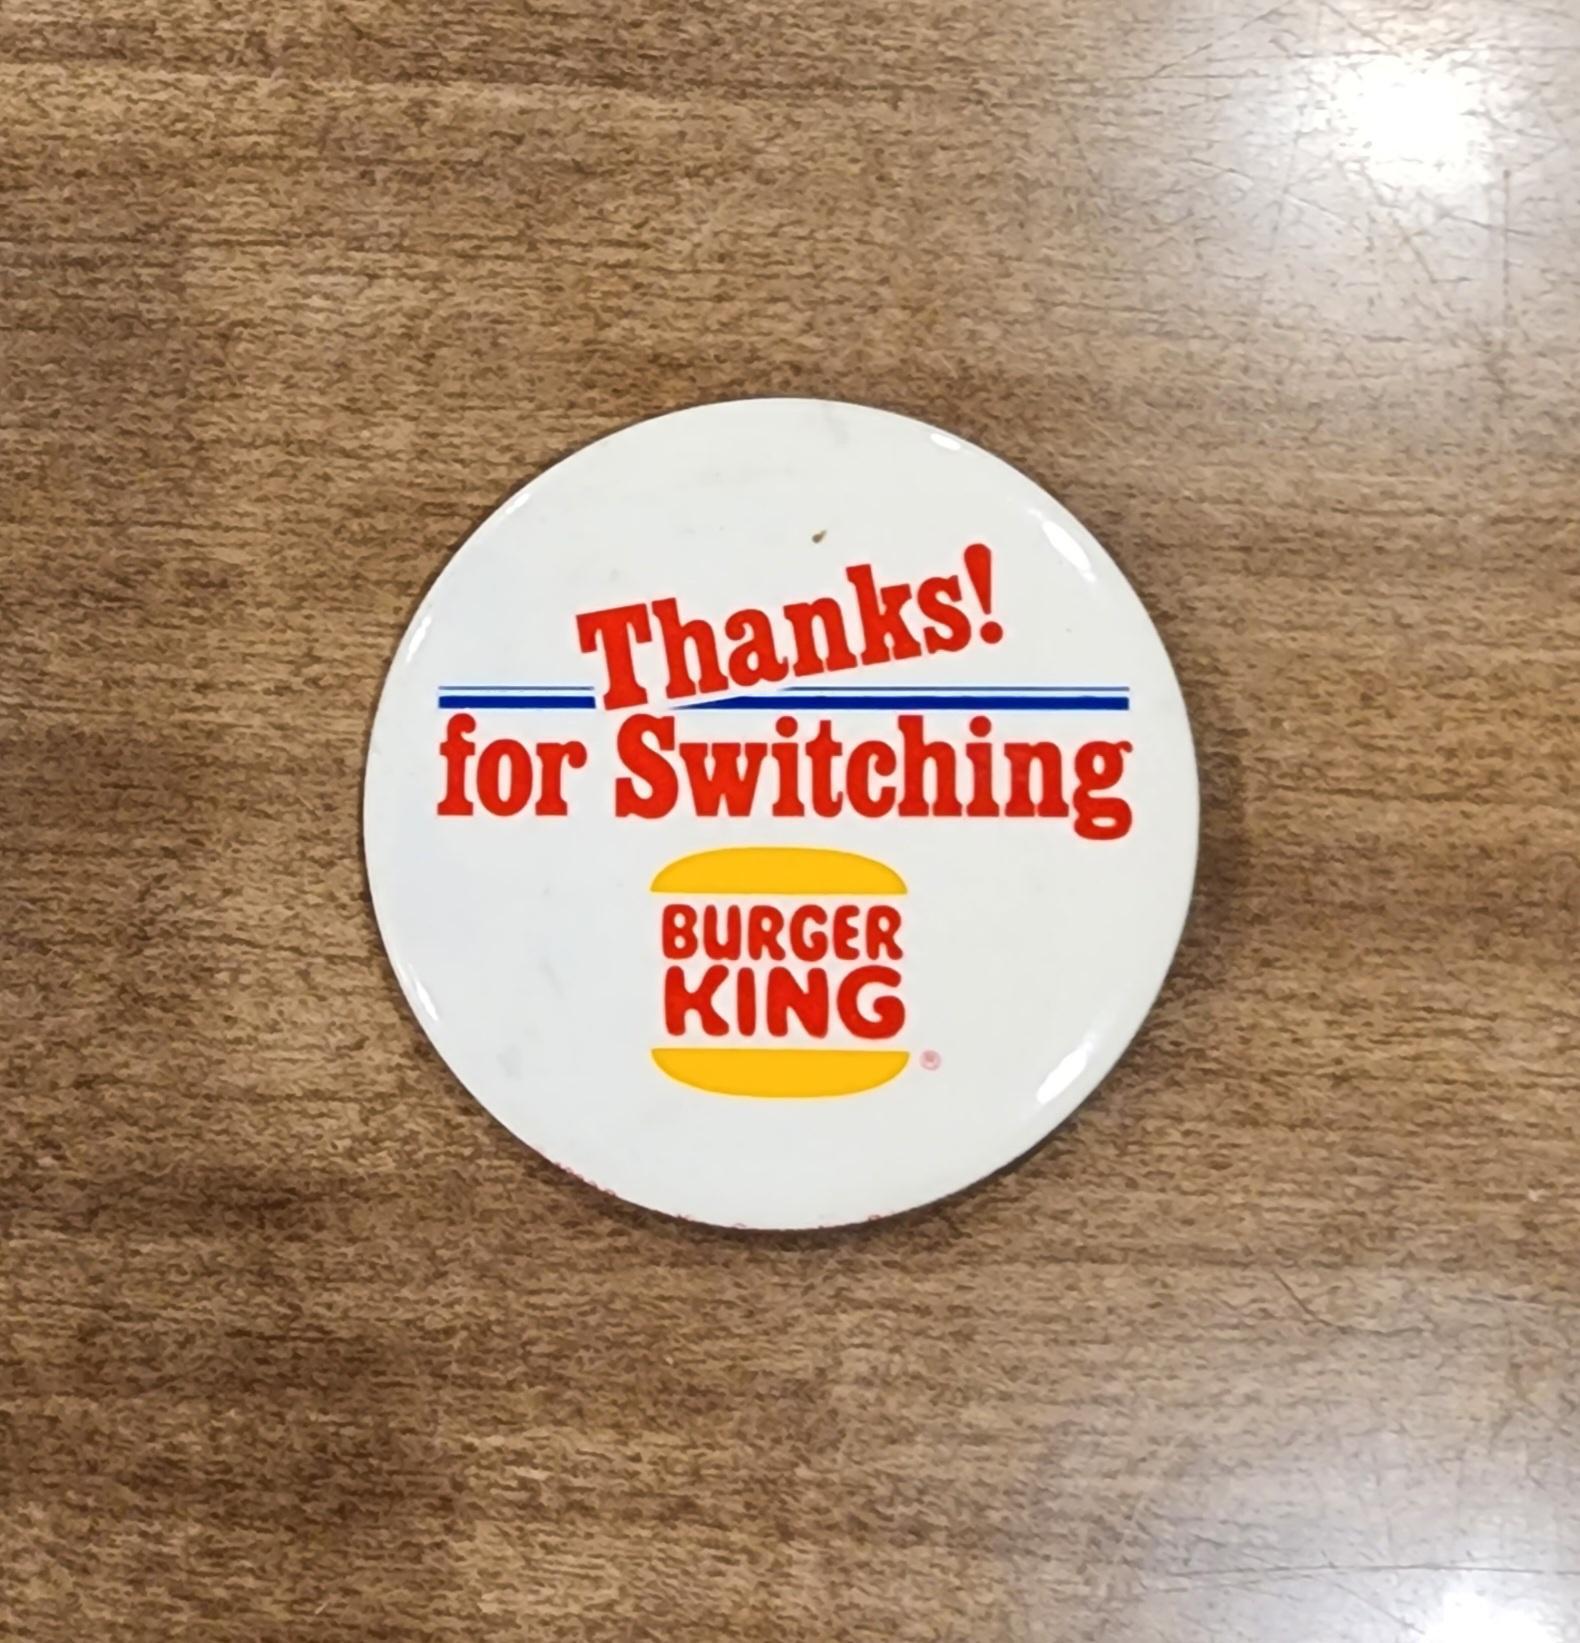 Thanks!
for Switching
BURGER
KING
®